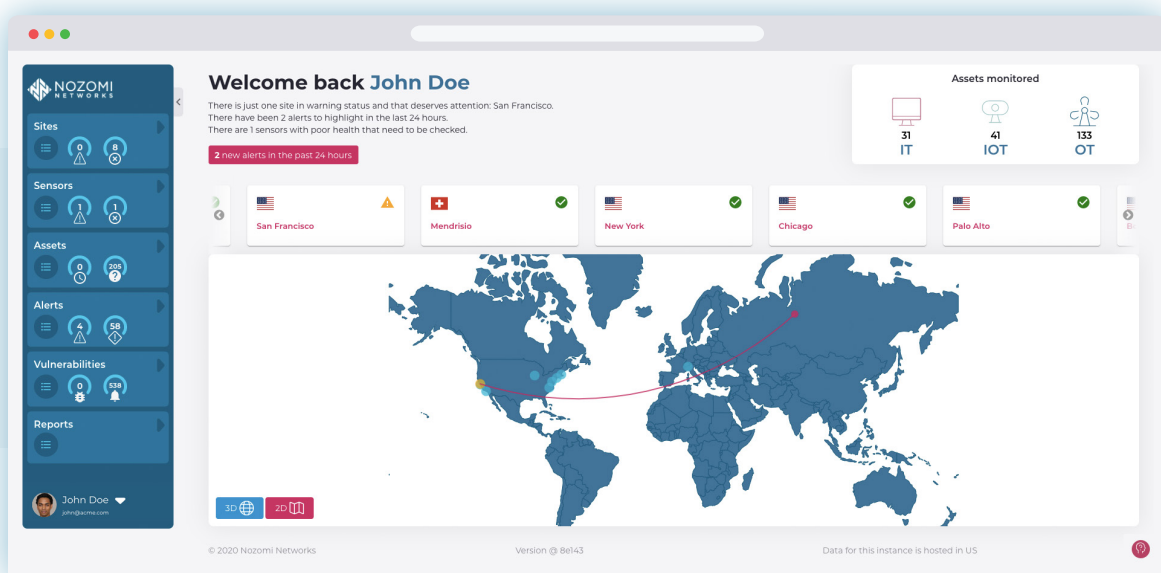 NOZOMI
NETWORKS
Sites
0
8
Sensors
1
1
Assets
0
205
Alerts
4
58
Vulnerabilities
0
538
Reports
John Doe
john@acme.com
Welcome back John Doe
There is just one site in warning status and that deserves attention: San Francisco.
There have been 2 alerts to highlight in the last 24 hours.
There are 1 sensors with poor health that need to be checked.
2 new alerts in the past 24 hours
Assets monitored
31
IT
41
IOT
133
OT
San Francisco
Mendrisio
New York
Chicago
Palo Alto
3D
2D
© 2020 Nozomi Networks
Version @ 8e143
Data for this instance is hosted in US